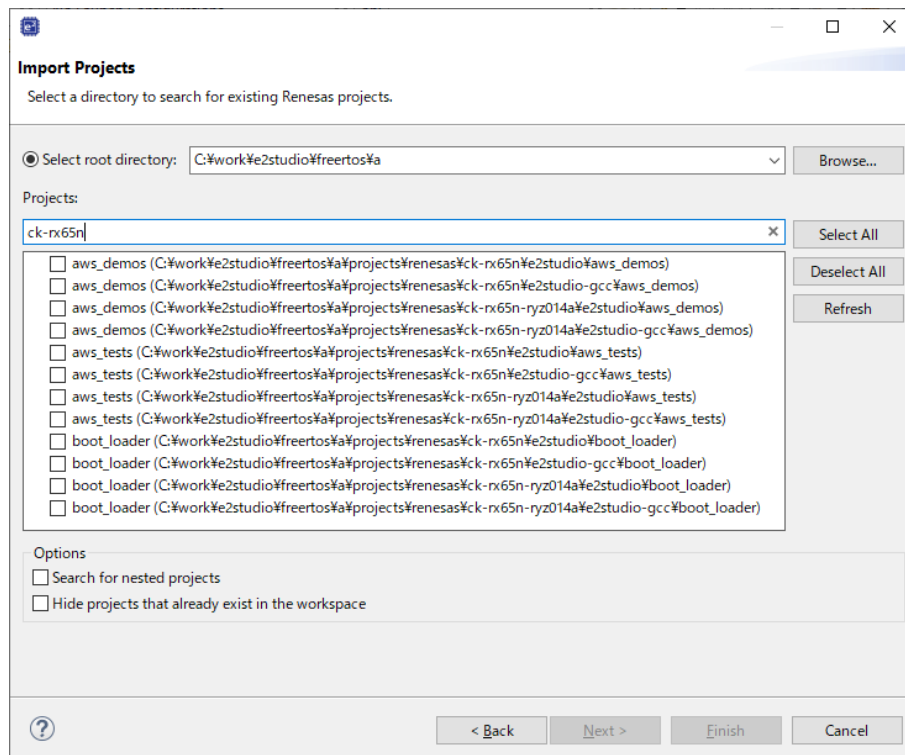 Import Projects
Select a directory to search for existing Renesas projects.
Select root directory: C:¥work¥e2studio¥freertos¥a Browse...
Projects:
ck-rx65n Select All
aws_demos (C:¥work¥e2studio¥freertos¥a¥projects¥renesas¥ck-rx65n¥e2studio¥aws_demos)
Deselect All
aws_demos (C:¥work¥e2studio¥freertos¥a¥projects¥renesas¥ck-rx65n¥e2studio-gcc¥aws_demos)
aws_demos (C:¥work¥e2studio¥freertos¥a¥projects¥renesas¥ck-rx65n-ryz014a¥e2studio¥aws_demos)
Refresh
aws_demos (C:¥work¥e2studio¥freertos¥a¥projects¥renesas¥ck-rx65n-ryz014a¥e2studio-gcc¥aws_demos)
aws_tests (C:¥work¥e2studio¥freertos¥a¥projects¥renesas¥ck-rx65n¥e2studio¥aws_tests)
aws_tests (C:¥work¥e2studio¥freertos¥a¥projects¥renesas¥ck-rx65n¥e2studio-gcc¥aws_tests)
aws_tests (C:¥work¥e2studio¥freertos¥a¥projects¥renesas¥ck-rx65n-ryz014a¥e2studio¥aws_tests)
aws_tests (C:¥work¥e2studio¥freertos¥a¥projects¥renesas¥ck-rx65n-ryz014a¥e2studio-gcc¥aws_tests)
boot_loader (C:¥work¥e2studio¥freertos¥a¥projects¥renesas¥ck-rx65n¥e2studio¥boot_loader)
boot_loader (C:¥work¥e2studio¥freertos¥a¥projects¥renesas¥ck-rx65n¥e2studio-gcc¥boot_loader)
boot_loader (C:¥work¥e2studio¥freertos¥a¥projects¥renesas¥ck-rx65n-ryz014a¥e2studio¥boot_loader)
boot_loader (C:¥work¥e2studio¥freertos¥a¥projects¥renesas¥ck-rx65n-ryz014a¥e2studio-gcc¥boot_loader)
Options
Search for nested projects
Hide projects that already exist in the workspace
? < Back Next > Finish Cancel